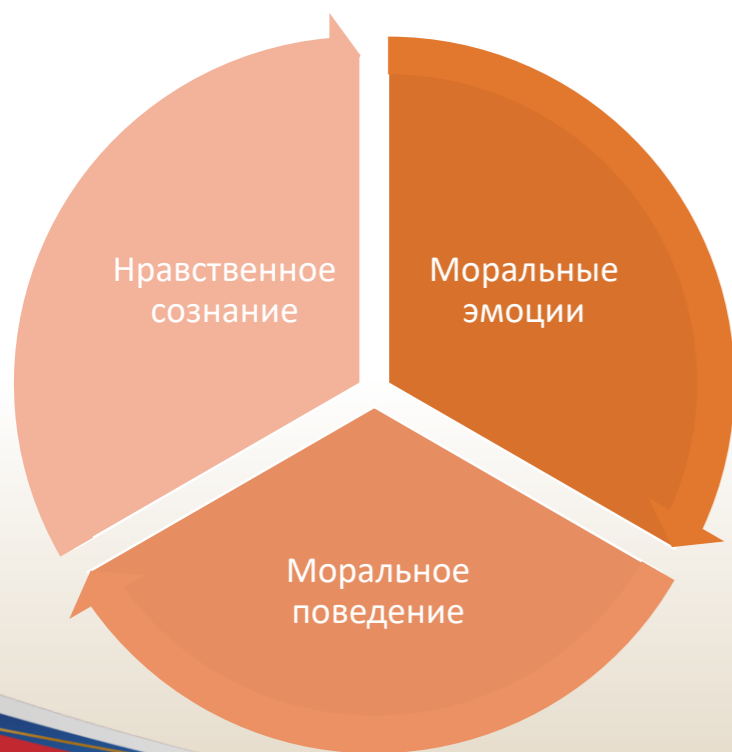 Нравственное
сознание
Моральные
эмоции
Моральное
поведение